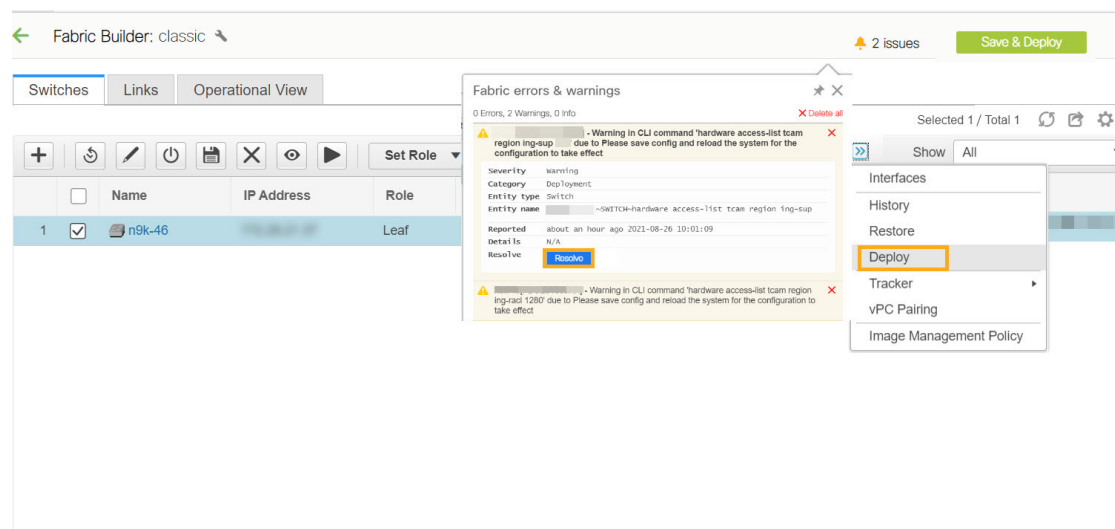 Fabric Builder: classic
2 issues
Save & Deploy
Switches
Links
Operational View
Fabric errors & warnings
0 Errors, 2 Warnings, 0 Info
Delete all
Selected 1 / Total 1
- Warning in CLI command 'hardware access-list tcam
region ing-sup ' due to Please save config and reload the system for the
configuration to take effect
Set Role
Show All
Severity Warning
Category Deployment
Entity type Switch
Entity name ~SWITCH~hardware access-list tcam region ing-sup
Reported about an hour ago 2021-08-26 10:01:09
Details N/A
Resolve Resolve
- Warning in CLI command 'hardware access-list tcam region
ing-racl 1280' due to Please save config and reload the system for the configuration to
take effect
Name IP Address Role
1 n9k-46 Leaf
Interfaces
History
Restore
Deploy
Tracker
vPC Pairing
Image Management Policy